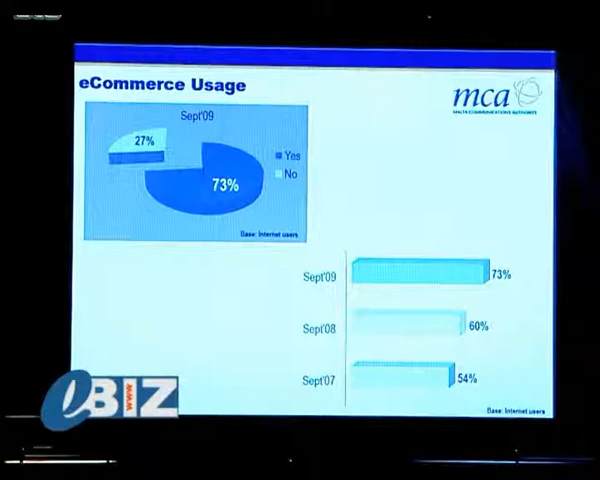 eCommerce Usage
mca
MALTA COMMUNICATIONS AUTHORITY
Sept'09
27%
73%
Yes
No
Base: Internet users
Sept'09
73%
Sept'08
60%
Sept'07
54%
Base: Internet users
eBIZ
www